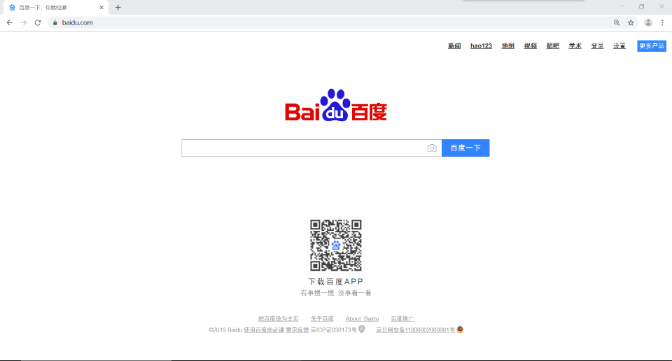 百度一下，你就知道
baidu.com
新闻 hao123 地图 视频 贴吧 学术 登录 设置 更多产品
Baidu百度
百度一下
下载百度APP
有事搜一搜 没事看一看
把百度设为主页 关于百度 About Baidu 百度推广
©2019 Baidu 使用百度前必读 意见反馈 京ICP证030173号 京公网安备11000002000001号